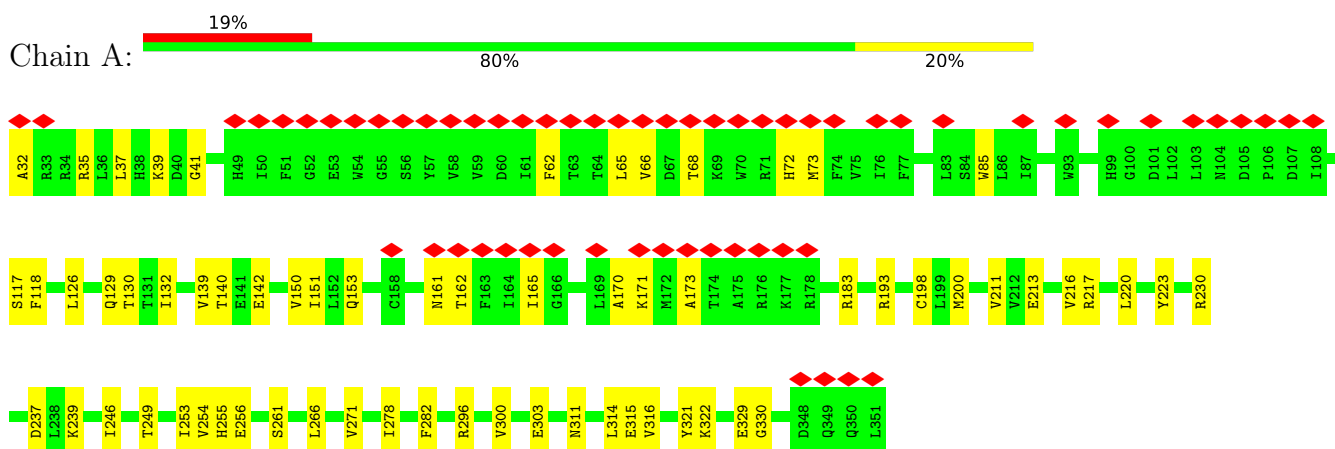 19%
Chain A:
80% 20%
A32 R33 R34 R35 L36 L37 H38 K39 D40 G41 H49 I50 F51 G52 E53 W54 G55 S56 Y57 V58 V59 D60 I61 F62 T63 T64 L65 V66 D67 T68 K69 W70 R71 H72 M73 F74 V75 I76 F77 L83 S84 W85 L86 I87 W93 H99 G100 D101 L102 L103 N104 D105 P106 D107 I108
S117 F118 L126 Q129 T130 T131 I132 V139 T140 E141 E142 V150 I151 L152 Q153 C158 N161 T162 F163 I164 I165 G166 L169 A170 K171 M172 A173 T174 A175 R176 K177 R178 R183 R193 C198 L199 M200 V211 V212 E213 V216 R217 L220 Y223 R230
D237 L238 K239 I246 T249 I253 V254 H255 E256 S261 L266 V271 I278 F282 R296 V300 E303 N311 L314 E315 V316 Y321 K322 E329 G330 D348 Q349 Q350 L351